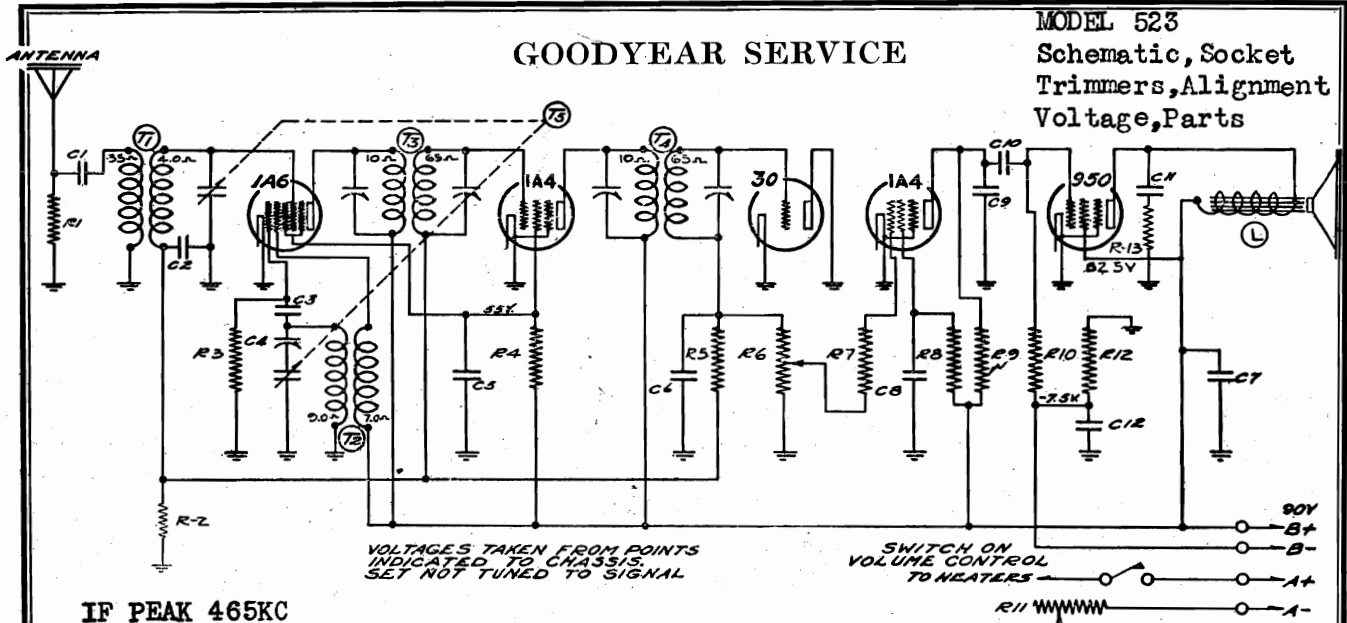 MODEL 523
GOODYEAR SERVICE
Schematic, Socket
Trimmers, Alignment
Voltage, Parts
ANTENNA
T1
T3
T5
T4
C1
35Ω
4.0Ω
10Ω
65Ω
10Ω
65Ω
C10
1A6
1A4
30
1A4
950
C9
C11
R1
C2
R-13
82.5V
L
C3
55V.
R3
C4
C5
R4
C6
R5
R6
R7
C8
R8
R9
R10
R12
C7
-7.5V
C12
9.0Ω
7.0Ω
T2
R-2
90V
B+
B-
VOLTAGES TAKEN FROM POINTS
INDICATED TO CHASSIS.
SET NOT TUNED TO SIGNAL
SWITCH ON
VOLUME CONTROL
TO HEATERS
A+
R11
A-
IF PEAK 465KC